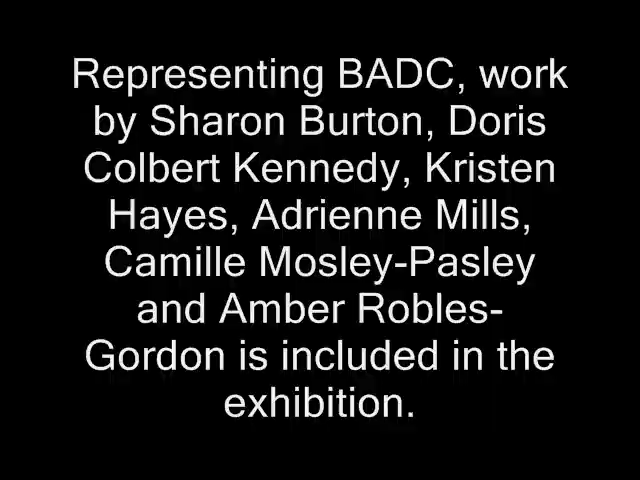 Representing BADC, work
by Sharon Burton, Doris
Colbert Kennedy, Kristen
Hayes, Adrienne Mills,
Camille Mosley-Pasley
and Amber Robles-
Gordon is included in the
exhibition.